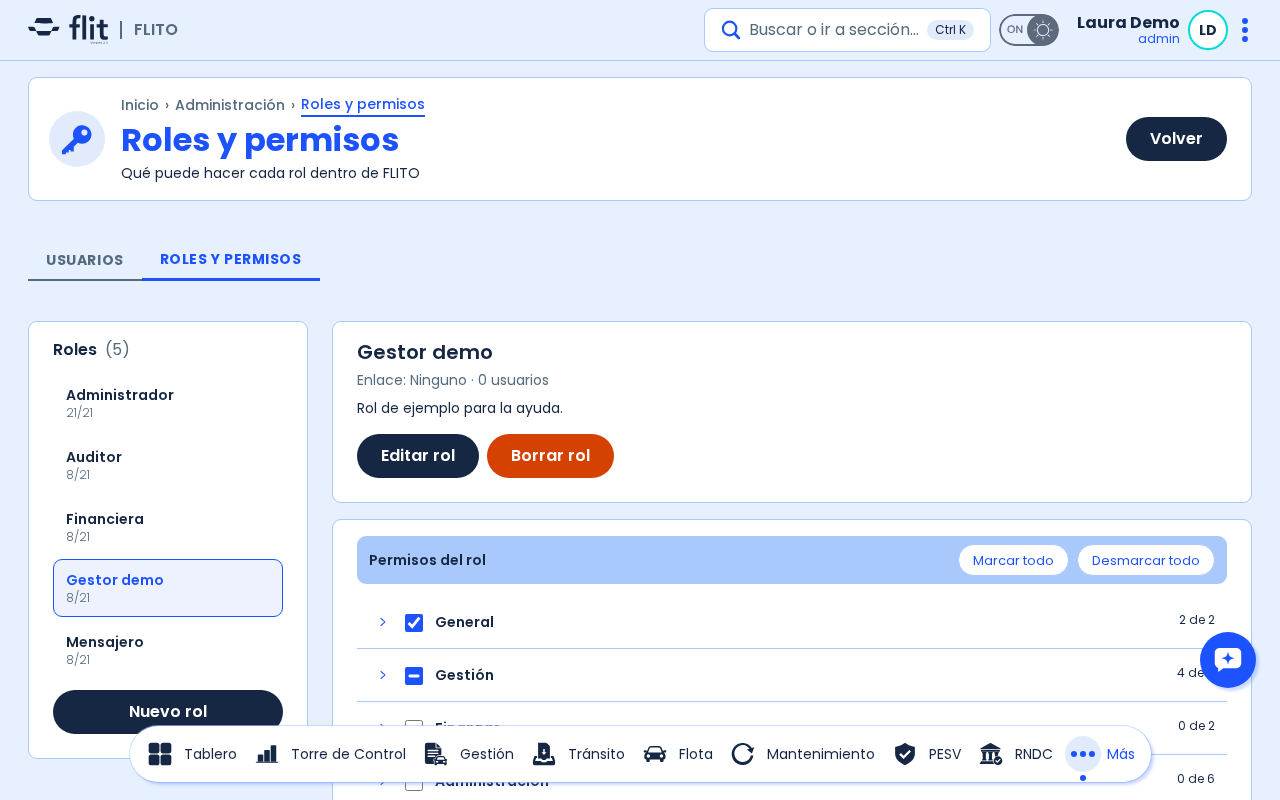 flit
FLITO
Buscar o ir a sección...
Ctrl K
ON
Laura Demo
admin
LD
Inicio › Administración › Roles y permisos
Roles y permisos
Qué puede hacer cada rol dentro de FLITO
Volver
USUARIOS
ROLES Y PERMISOS
Roles (5)
Administrador
21/21
Auditor
8/21
Financiera
8/21
Gestor demo
8/21
Mensajero
8/21
Nuevo rol
Gestor demo
Enlace: Ninguno · 0 usuarios
Rol de ejemplo para la ayuda.
Editar rol
Borrar rol
Permisos del rol
Marcar todo
Desmarcar todo
General
2 de 2
Gestión
4 de
0 de 2
Administración
0 de 6
Tablero
Torre de Control
Gestión
Tránsito
Flota
Mantenimiento
PESV
RNDC
Más